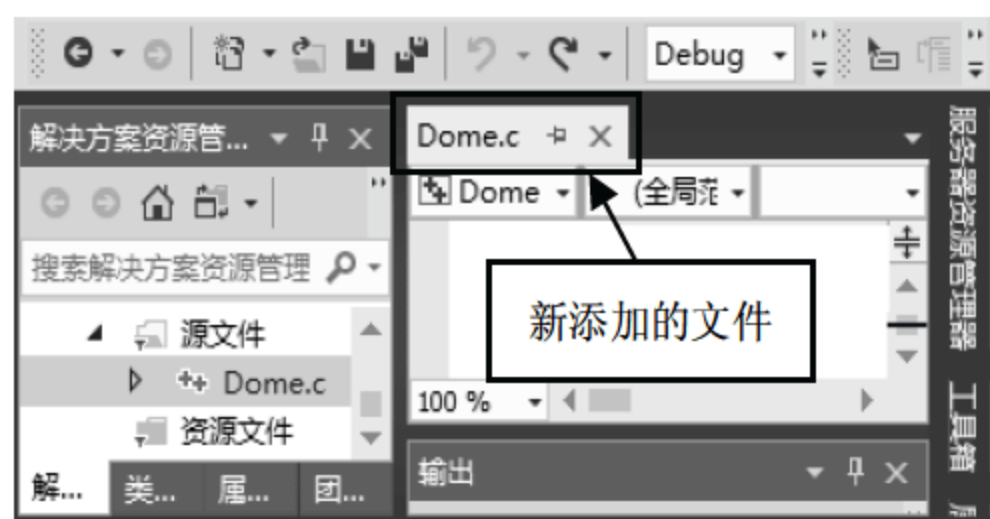 Debug
解决方案资源管...
Dome.c
Dome
(全局范
搜索解决方案资源管理
新添加的文件
源文件
Dome.c
资源文件
100 %
输出
解...
类...
属...
团...
服务器资源管理器
工具箱